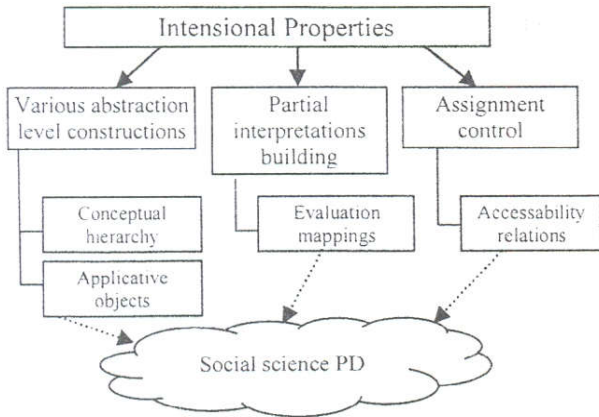 Intensional Properties
Various abstraction
level constructions
Partial
interpretations
building
Assignment
control
Conceptual
hierarchy
Applicative
objects
Evaluation
mappings
Accessability
relations
Social science PD